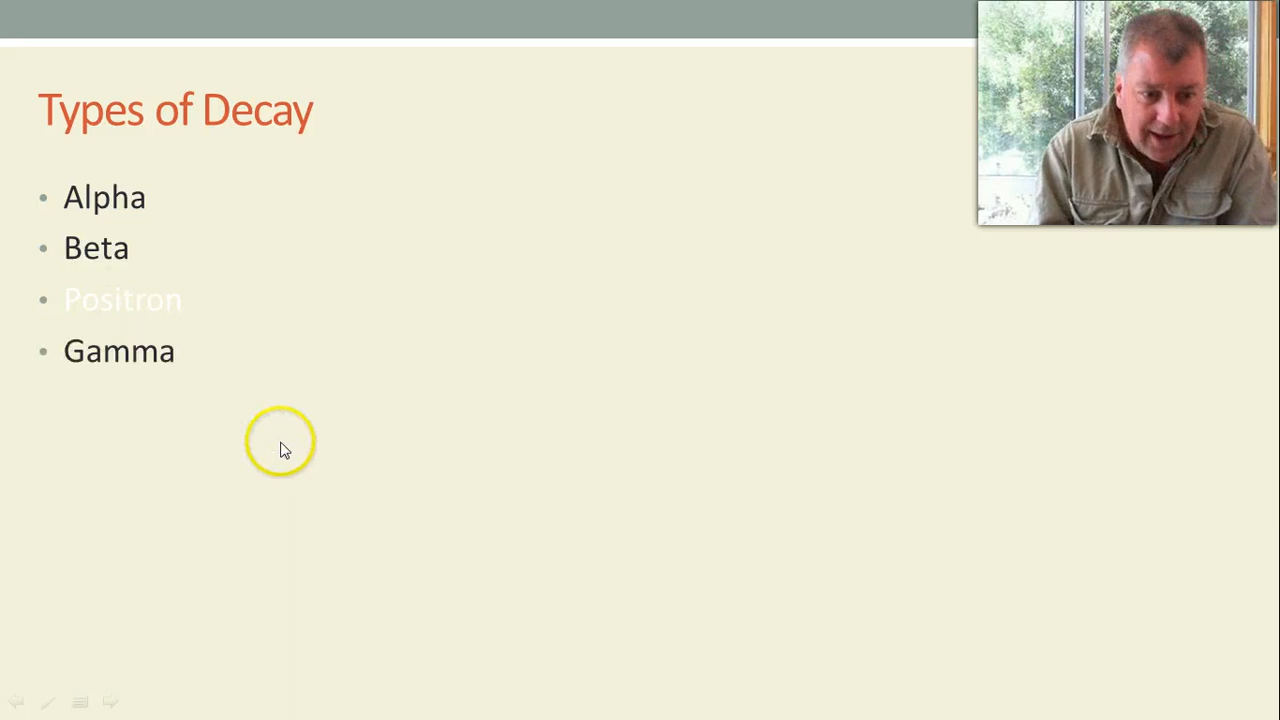 Types of Decay
• Alpha
• Beta
• Positron
• Gamma